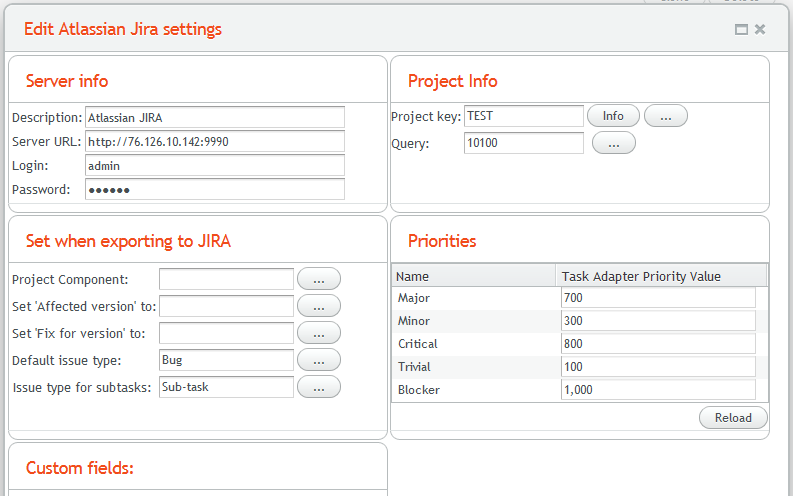 Edit Atlassian Jira settings
Server info
Description: Atlassian JIRA
Server URL: http://76.126.10.142:9990
Login: admin
Password: ●●●●●●
Project Info
Project key: TEST Info ...
Query: 10100 ...
Set when exporting to JIRA
Project Component: ...
Set 'Affected version' to: ...
Set 'Fix for version' to: ...
Default issue type: Bug ...
Issue type for subtasks: Sub-task ...
Priorities
Name Task Adapter Priority Value
Major 700
Minor 300
Critical 800
Trivial 100
Blocker 1,000
Reload
Custom fields: